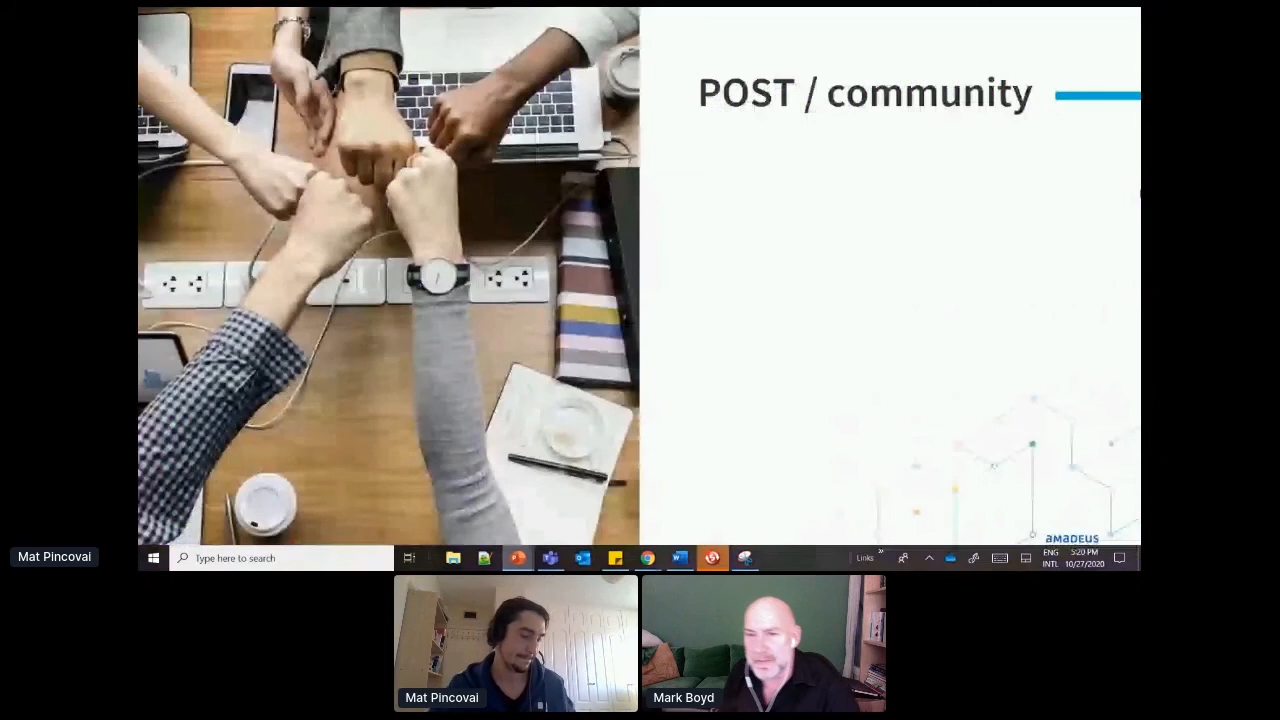 POST / community
amadeus
Type here to search
Links
»
ENG
INTL
5:20 PM
10/27/2020
Mat Pincovai
Mat Pincovai
Mark Boyd